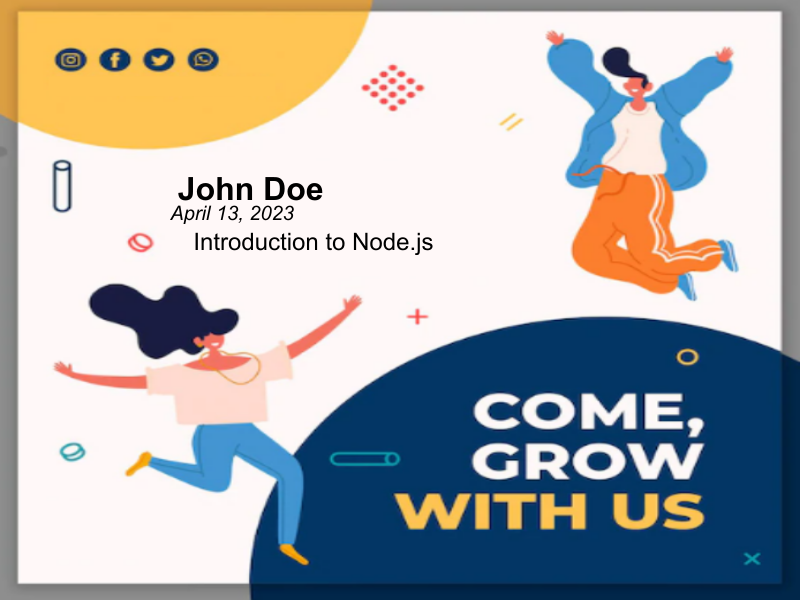 John Doe
April 13, 2023
Introduction to Node.js
COME,
GROW
WITH US